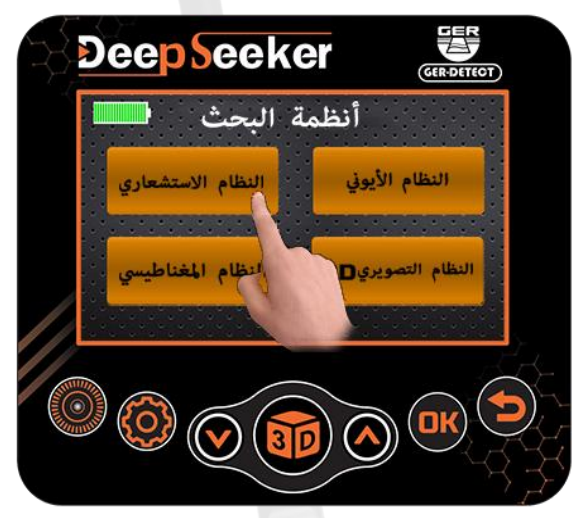 DeepSeeker
GER
GER-DETECT
أنظمة البحث
النظام الأيوني
النظام الاستشعاري
النظام التصويري
النظام المغناطيسي
3D
OK